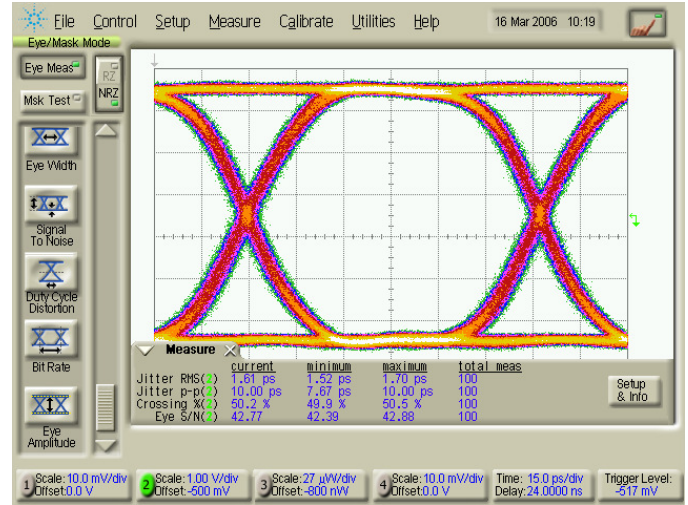 File Control Setup Measure Calibrate Utilities Help 16 Mar 2006 10:19
Eye/Mask Mode
Eye Meas
RZ
NRZ
Msk Test
Eye Width
Signal
To Noise
Duty Cycle
Distortion
Bit Rate
Eye
Amplitude
Measure
current minimum maximum total meas
Jitter RMS(2) 1.61 ps 1.52 ps 1.70 ps 100
Jitter p-p(2) 10.00 ps 7.67 ps 10.00 ps 100
Crossing %(2) 50.2 % 49.9 % 50.5 % 100
Eye S/N(2) 42.77 42.39 42.88 100
Setup
& Info
1 Scale:10.0 mV/div
Offset:0.0 V
2 Scale:1.00 V/div
Offset:-500 mV
3 Scale:27 µW/div
Offset:-800 nW
4 Scale:10.0 mV/div
Offset:0.0 V
Time: 15.0 ps/div
Delay:24.0000 ns
Trigger Level:
-517 mV